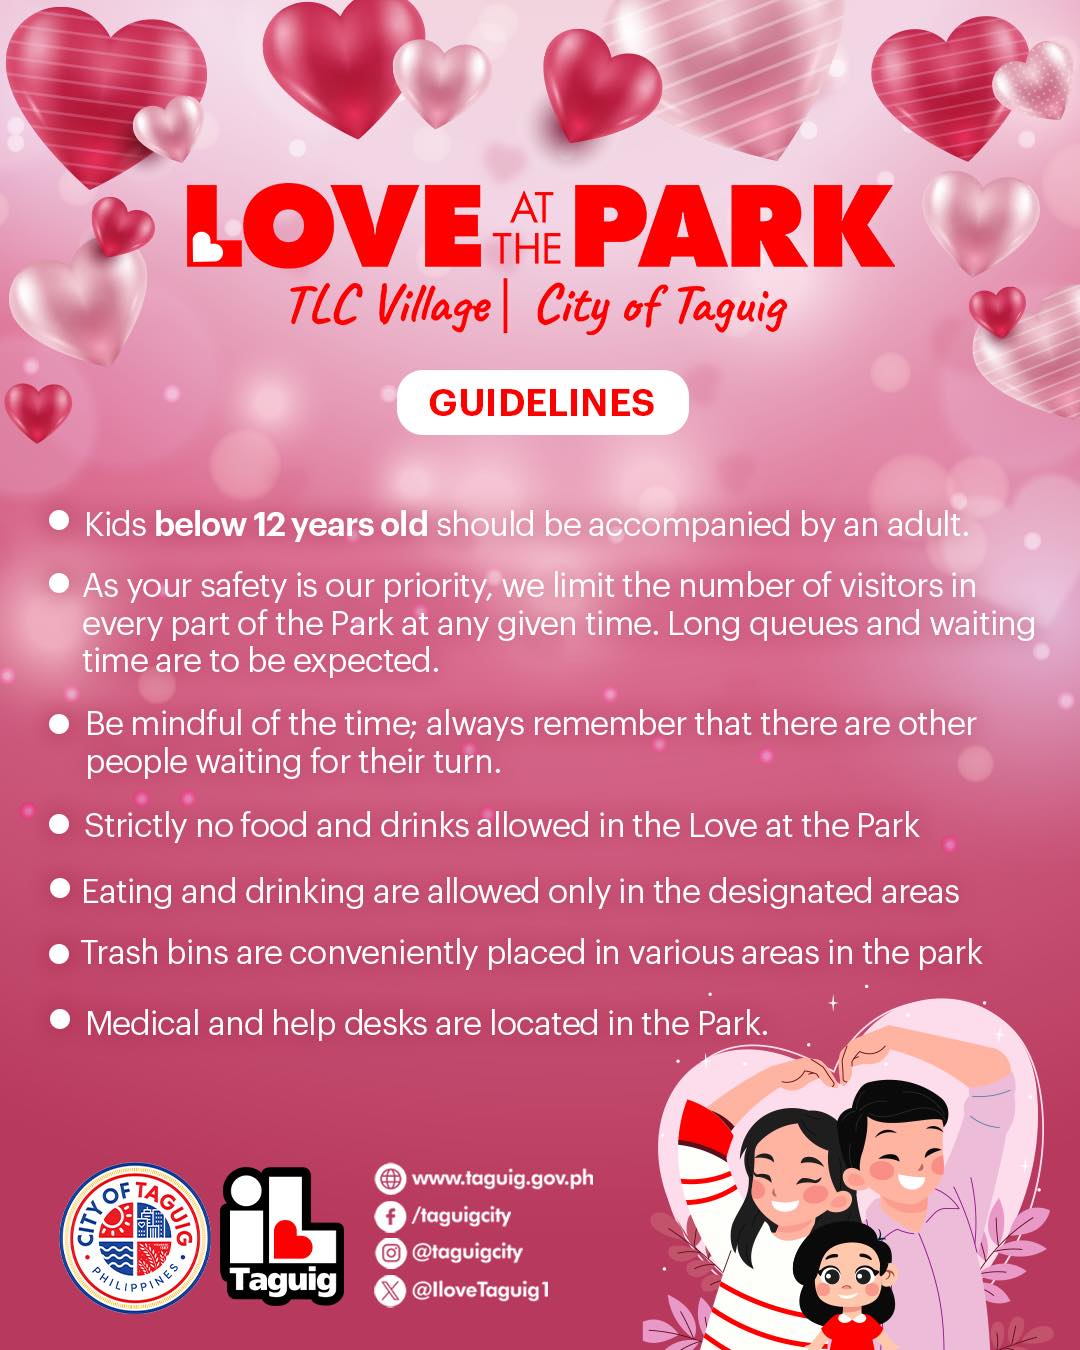 LOVE AT THE PARK
TLC Village | City of Taguig
GUIDELINES
Kids below 12 years old should be accompanied by an adult.
As your safety is our priority, we limit the number of visitors in
every part of the Park at any given time. Long queues and waiting
time are to be expected.
Be mindful of the time; always remember that there are other
people waiting for their turn.
Strictly no food and drinks allowed in the Love at the Park
Eating and drinking are allowed only in the designated areas
Trash bins are conveniently placed in various areas in the park
Medical and help desks are located in the Park.
CITY OF TAGUIG
PHILIPPINES
iL
Taguig
www.taguig.gov.ph
/taguigcity
@taguigcity
@IloveTaguig1